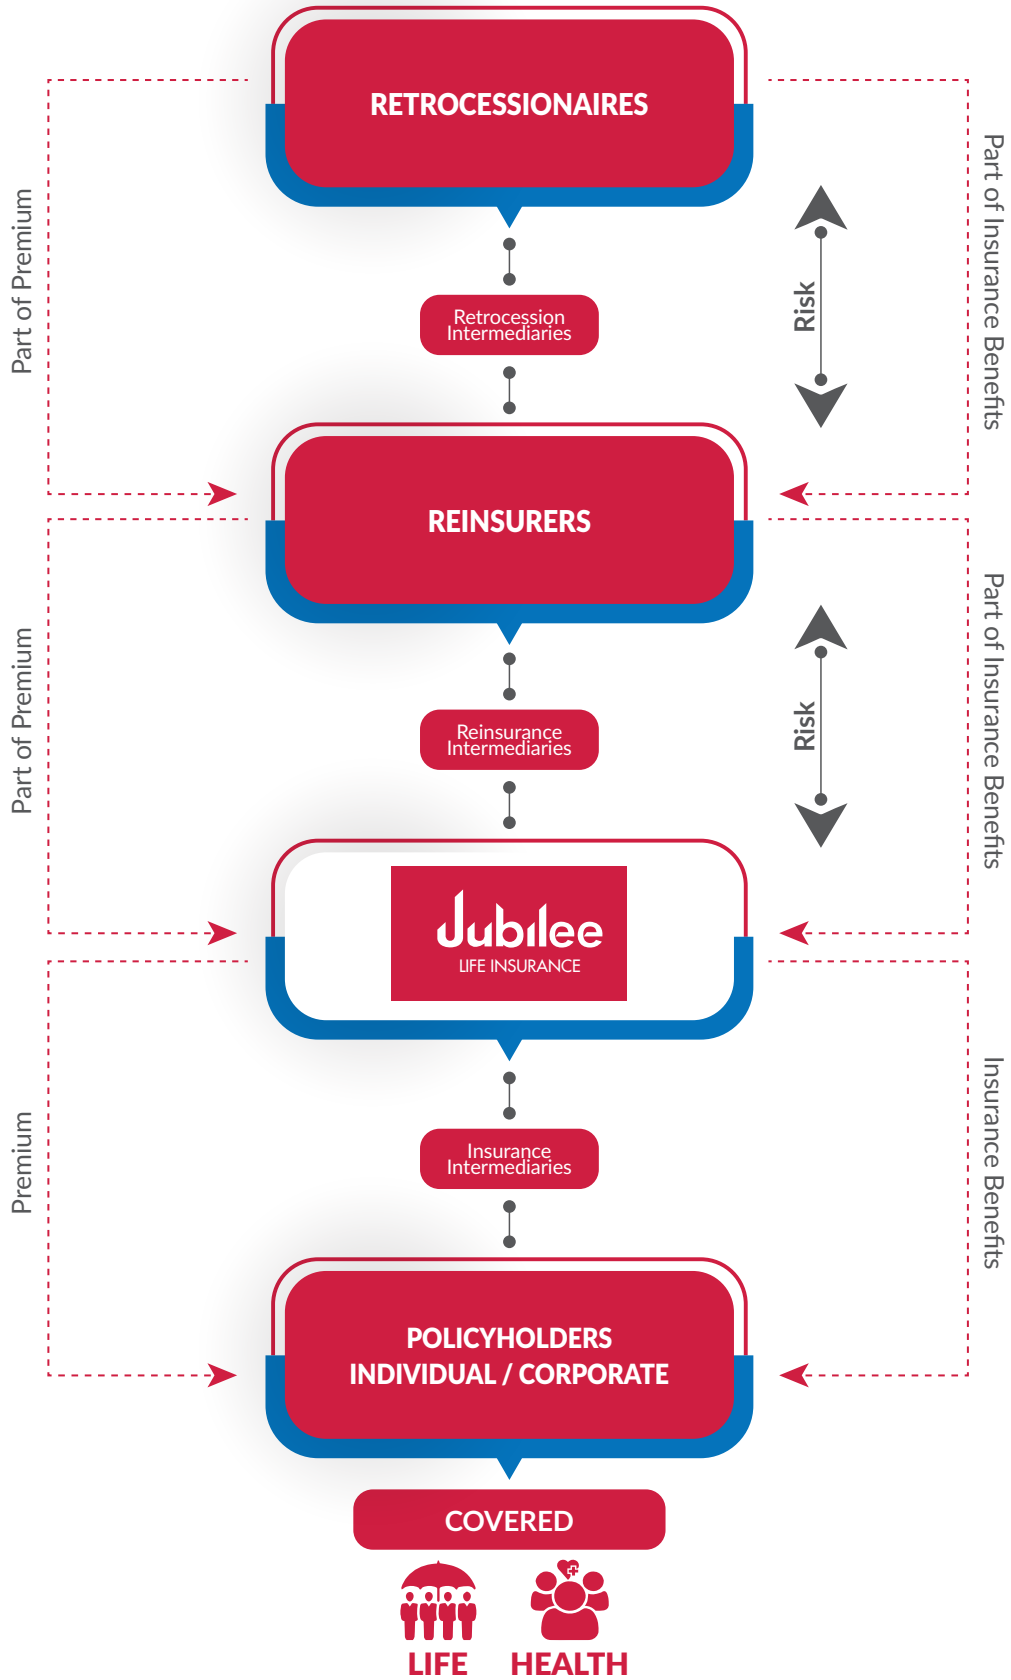 RETROCESSIONAIRES
Part of Premium
Part of Insurance Benefits
Risk
Retrocession
Intermediaries
REINSURERS
Part of Premium
Part of Insurance Benefits
Risk
Reinsurance
Intermediaries
Jubilee
LIFE INSURANCE
Premium
Insurance Benefits
Insurance
Intermediaries
POLICYHOLDERS
INDIVIDUAL / CORPORATE
COVERED
LIFE
HEALTH